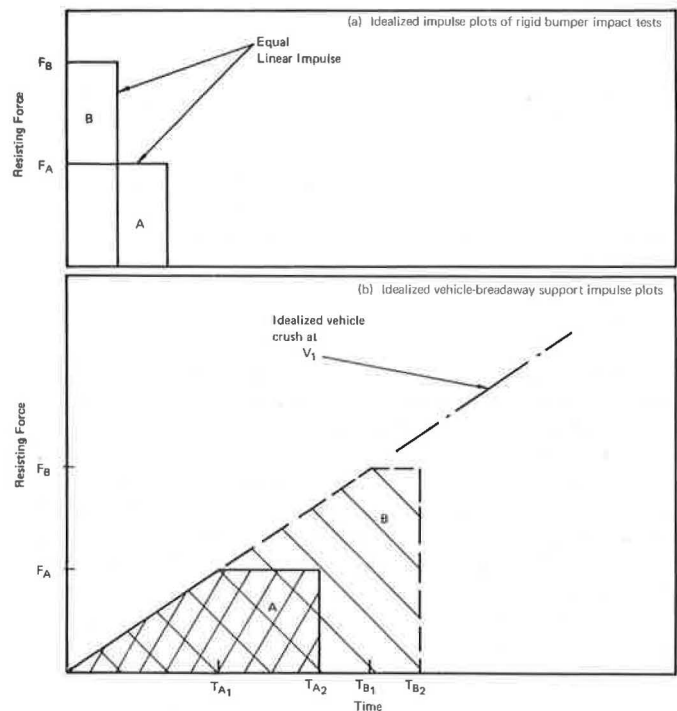 (a) Idealized impulse plots of rigid bumper impact tests
Equal
Linear Impulse
Resisting Force
FB
FA
B
A
(b) Idealized vehicle-breadaway support impulse plots
Idealized vehicle
crush at
V1
Resisting Force
FB
FA
B
A
TA1 TA2 TB1 TB2
Time